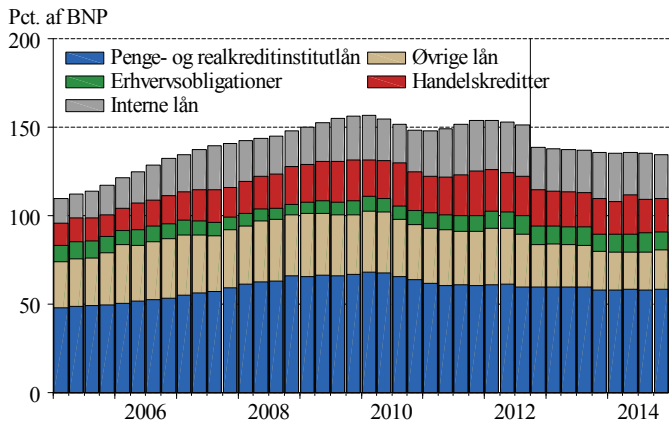 Pct. af BNP
200
Penge- og realkreditinstitutlån
Øvrige lån
Erhvervsobligationer
Handelskreditter
Interne lån
150
100
50
0
2006
2008
2010
2012
2014